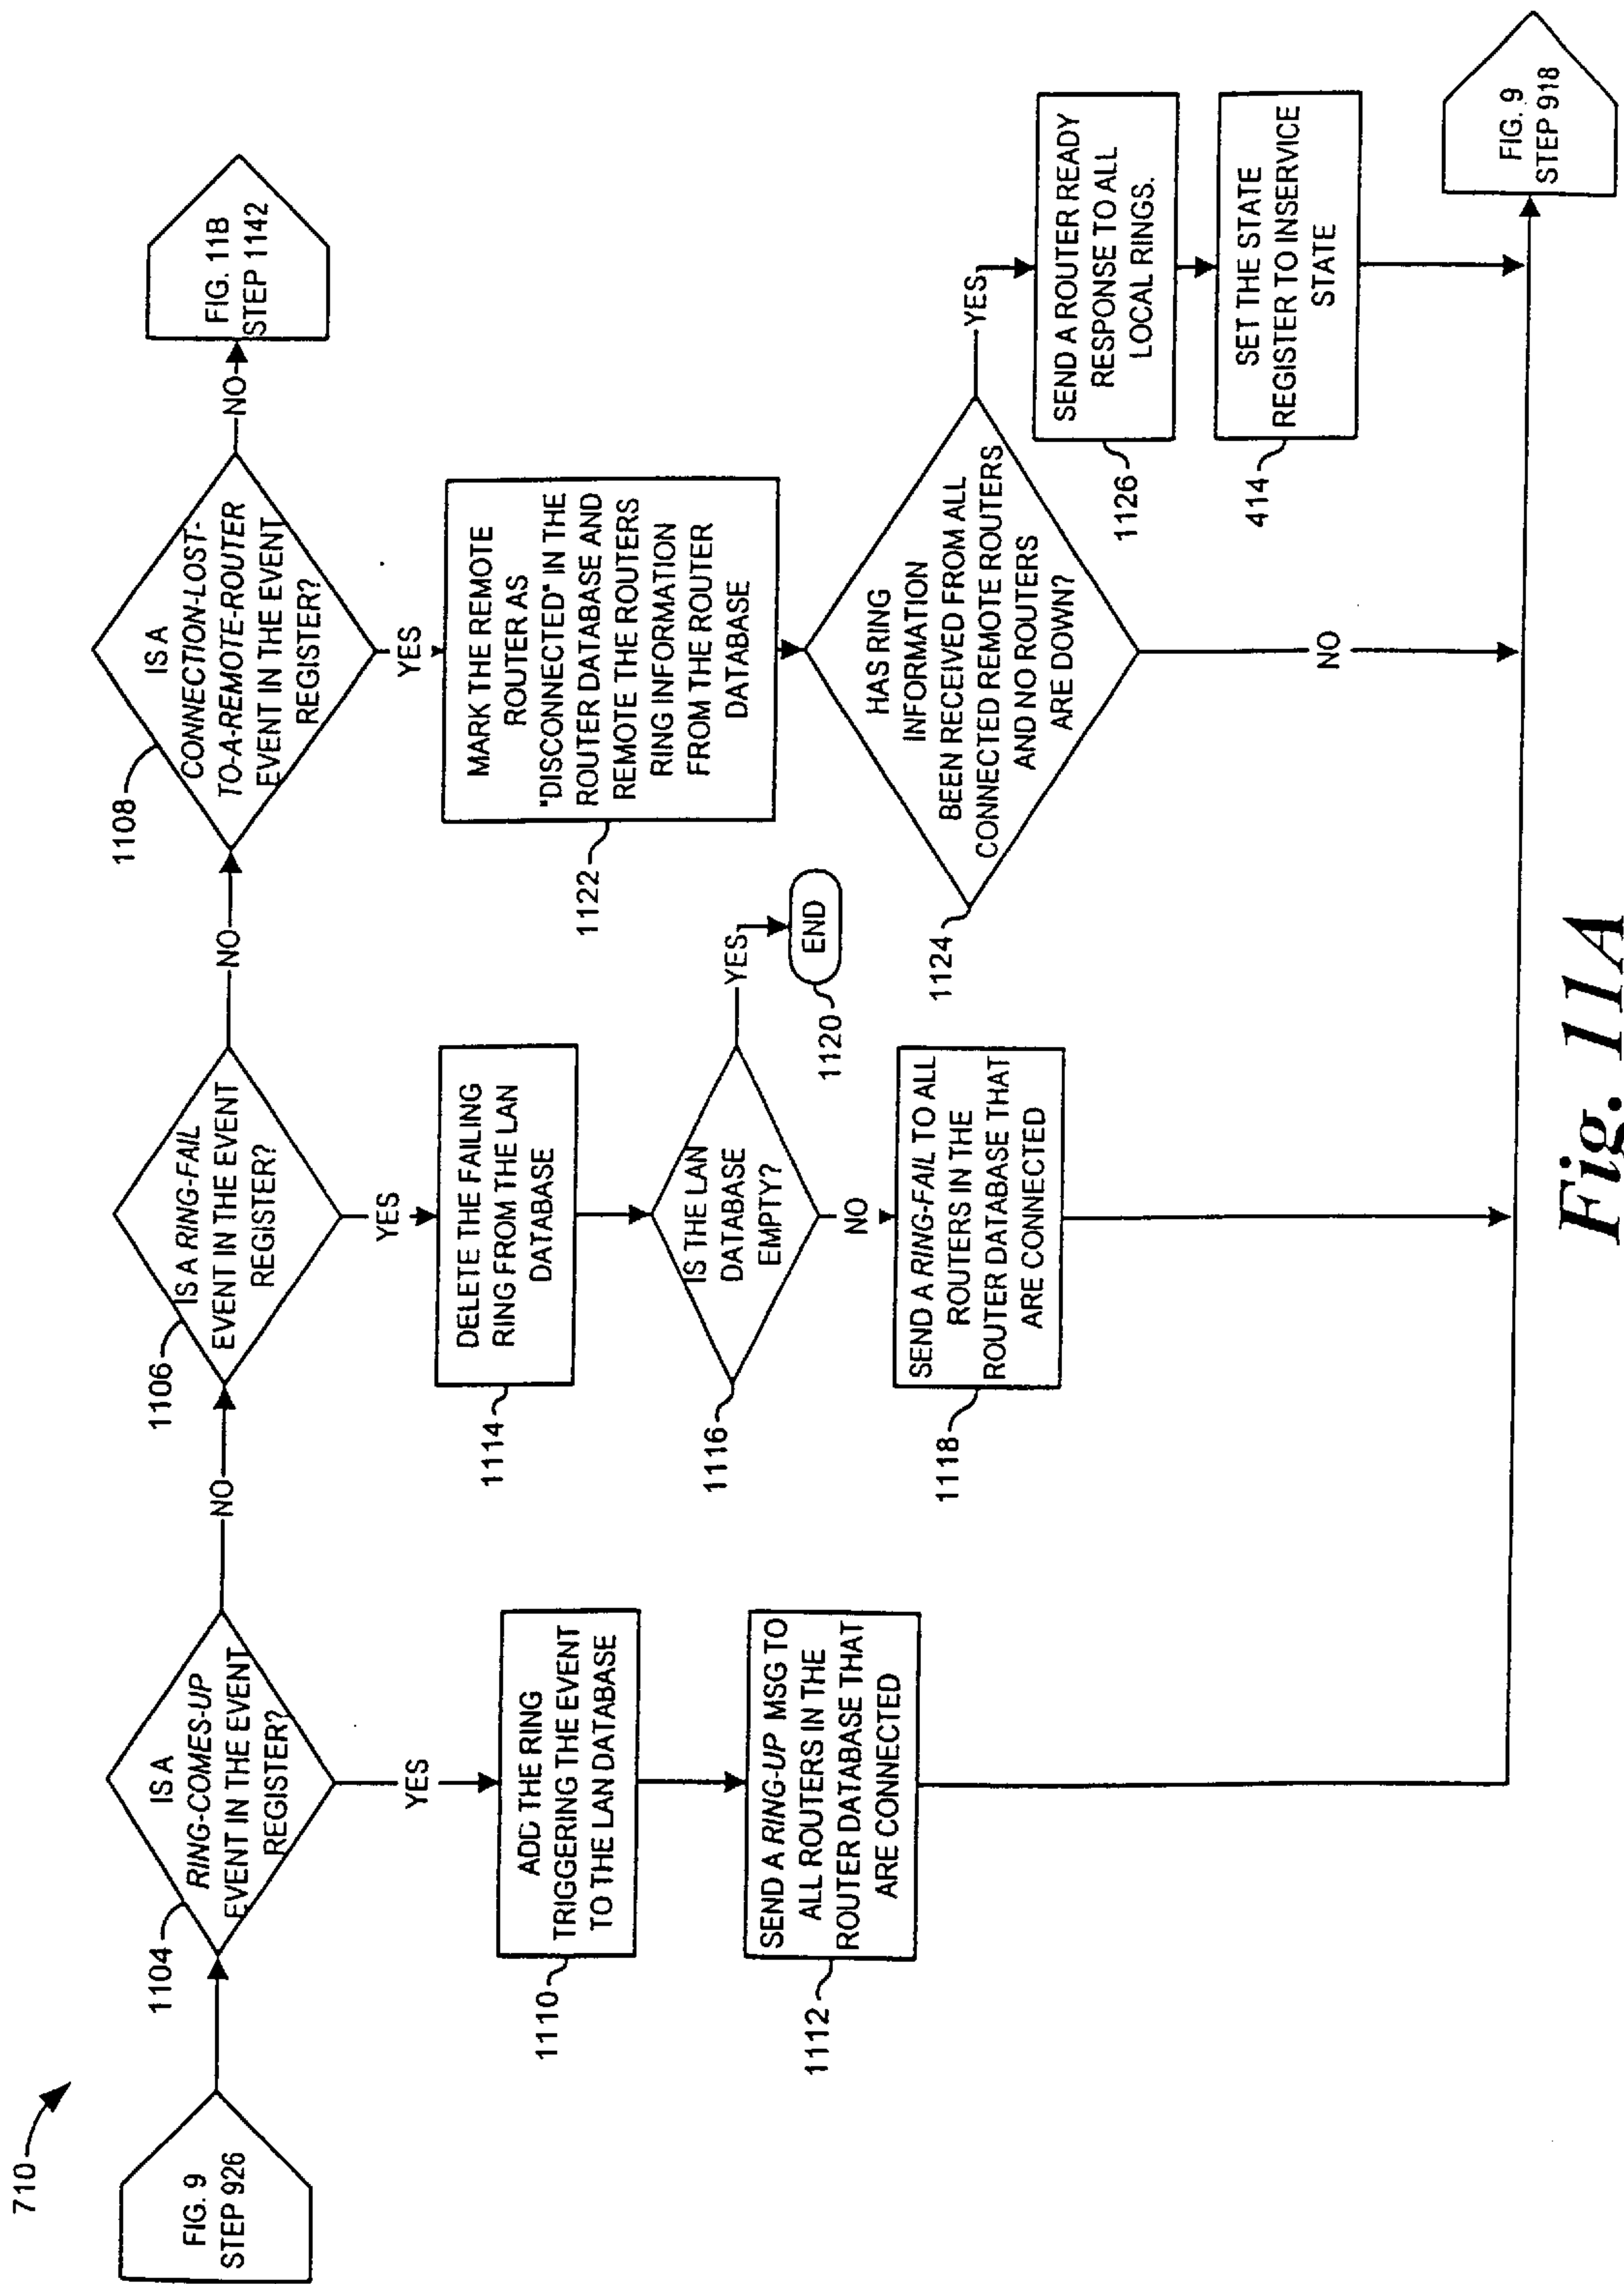 710
FIG. 9
STEP 926
1104
IS A
RING-COMES-UP
EVENT IN THE EVENT
REGISTER?
NO
1106
IS A RING-FAIL
EVENT IN THE EVENT
REGISTER?
NO
1108
IS A
CONNECTION-LOST-
TO-A-REMOTE-ROUTER
EVENT IN THE EVENT
REGISTER?
NO
FIG. 11B
STEP 1142
YES
1110
ADD THE RING
TRIGGERING THE EVENT
TO THE LAN DATABASE
1112
SEND A RING-UP MSG TO
ALL ROUTERS IN THE
ROUTER DATABASE THAT
ARE CONNECTED
YES
1114
DELETE THE FAILING
RING FROM THE LAN
DATABASE
1116
IS THE LAN
DATABASE
EMPTY?
YES
1120
END
NO
1118
SEND A RING-FAIL TO ALL
ROUTERS IN THE
ROUTER DATABASE THAT
ARE CONNECTED
YES
1122
MARK THE REMOTE
ROUTER AS
"DISCONNECTED" IN THE
ROUTER DATABASE AND
REMOTE THE ROUTERS
RING INFORMATION
FROM THE ROUTER
DATABASE
1124
HAS RING
INFORMATION
BEEN RECEIVED FROM ALL
CONNECTED REMOTE ROUTERS
AND NO ROUTERS
ARE DOWN?
YES
1126
SEND A ROUTER READY
RESPONSE TO ALL
LOCAL RINGS.
414
SET THE STATE
REGISTER TO INSERVICE
STATE
NO
FIG. 9
STEP 918
Fig. 11A